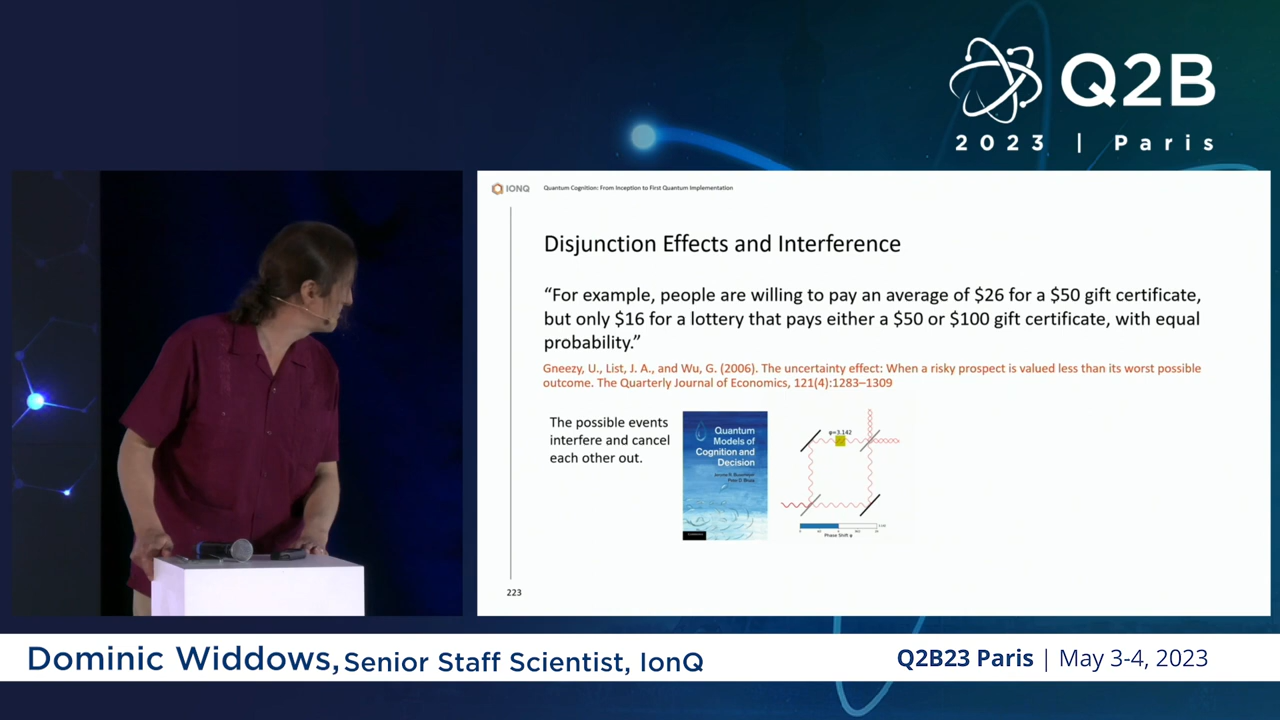 Q2B
2023 | Paris
IONQ
Quantum Cognition: From Inception to First Quantum Implementation
Disjunction Effects and Interference
“For example, people are willing to pay an average of $26 for a $50 gift certificate,
but only $16 for a lottery that pays either a $50 or $100 gift certificate, with equal
probability.”
Gneezy, U., List, J. A., and Wu, G. (2006). The uncertainty effect: When a risky prospect is valued less than its worst possible
outcome. The Quarterly Journal of Economics, 121(4):1283–1309
The possible events
interfere and cancel
each other out.
Quantum
Models of
Cognition and
Decision
φ=3.142
Phase Shift φ
223
Dominic Widdows, Senior Staff Scientist, IonQ
Q2B23 Paris | May 3-4, 2023